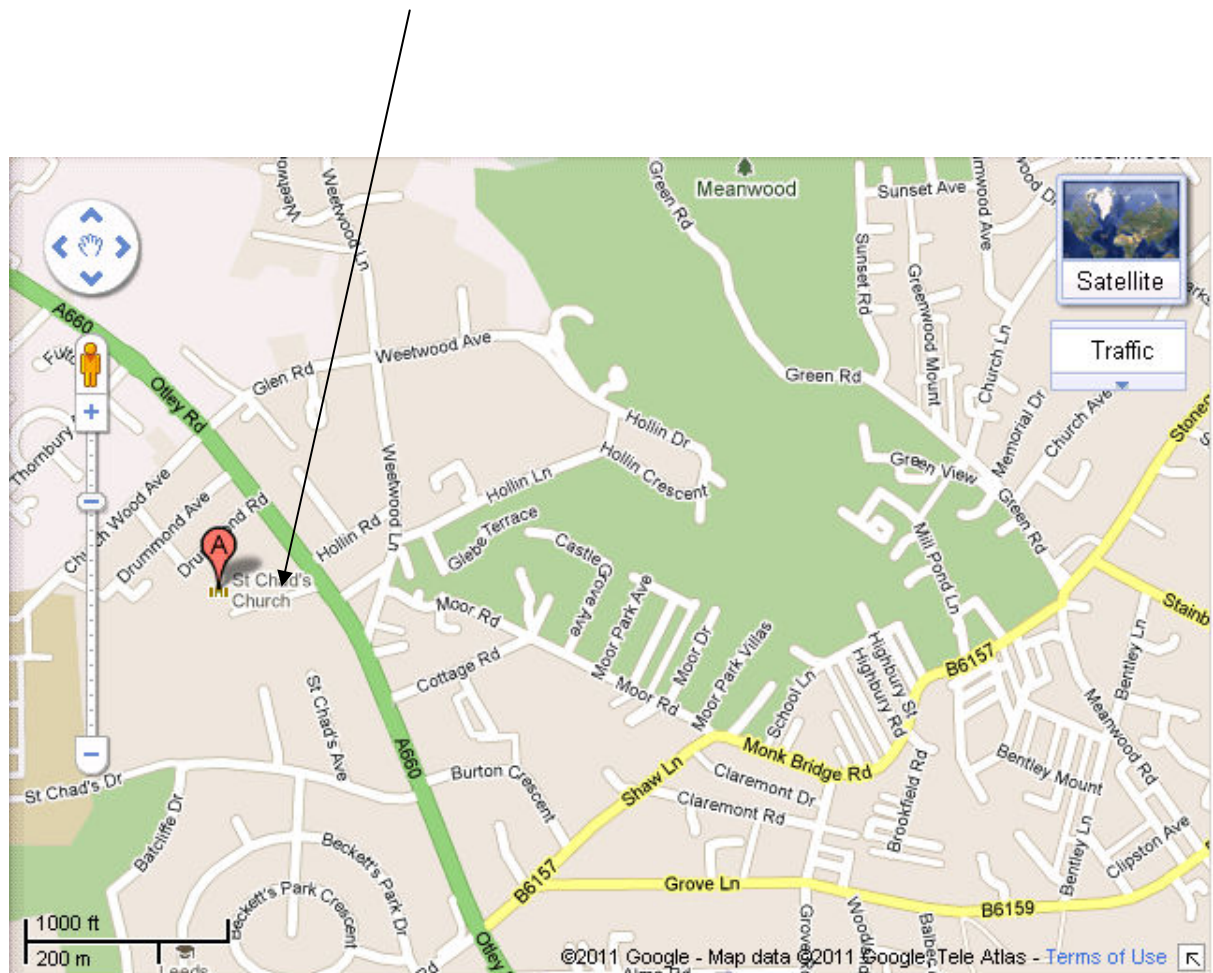 Meanwood
Green Rd
Sunset Ave
Weetwood Ln
Satellite
Sunset Rd
Greenwood Mount
A660
Traffic
Church Ln
Weetwood Ave
Glen Rd
Green Rd
Otley Rd
Memorial Dr
Church Ave
Hollin Dr
Hollin Crescent
Green View
Weetwood Ln
Hollin Ln
Church Wood Ave
Drummond Ave
Green Rd
Hollin Rd
Glebe Terrace
Mill Pond Ln
A
St Chad's
Church
Castle Grove Ave
Moor Rd
Moor Park Ave
Moor Dr
Moor Park Villas
School Ln
Highbury St
Highbury Rd
B6157
Bentley Ln
Cottage Rd
Moor Rd
St Chad's Ave
A660
Meanwood Rd
Monk Bridge Rd
Bentley Mount
St Chad's Dr
Burton Crescent
Shaw Ln
Claremont Dr
Claremont Rd
Brookfield Rd
Batcliffe Dr
Beckett's Park Dr
Beckett's Park Crescent
B6157
Grove Ln
Bentley Ln
Clipston Ave
B6159
1000 ft
200 m
Leeds
Otley
©2011 Google - Map data ©2011 Google, Tele Atlas - Terms of Use